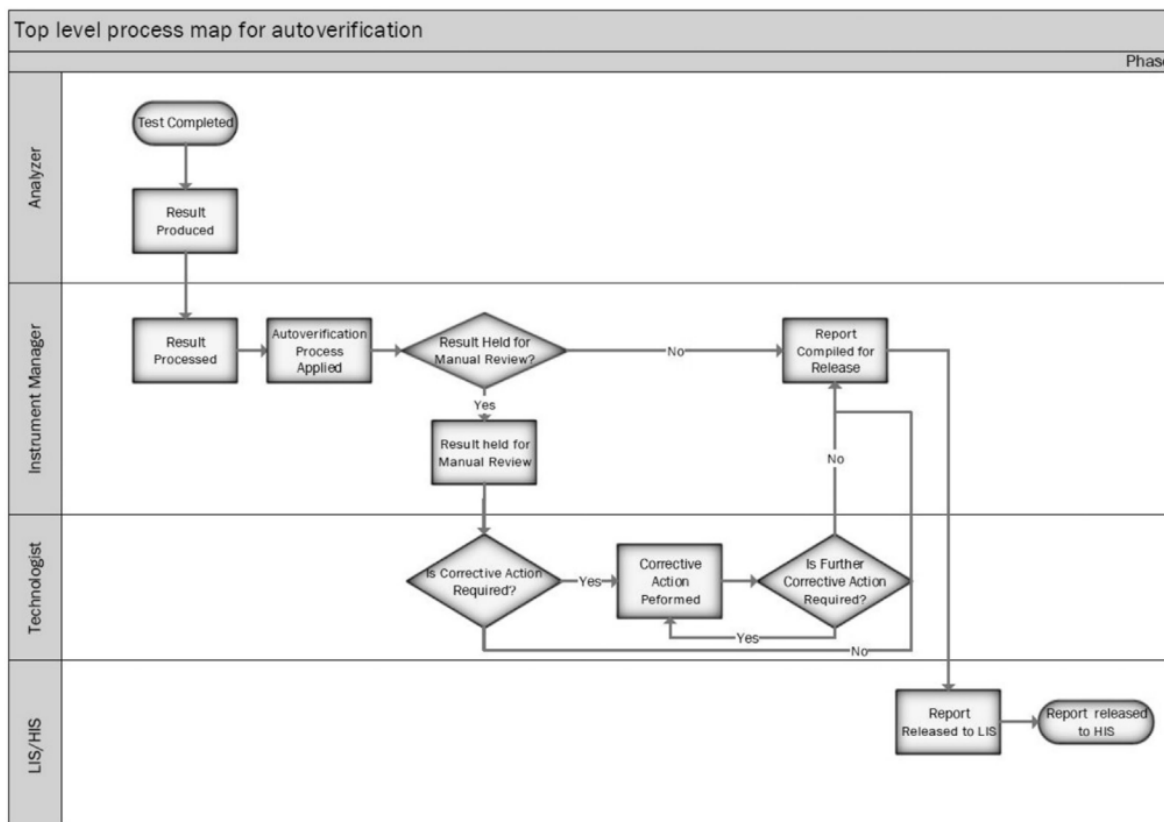 Top level process map for autoverification
Phase
Analyzer
Test Completed
Result
Produced
Instrument Manager
Result
Processed
Autoverification
Process
Applied
Result Held for
Manual Review?
No
Report
Compiled for
Release
Yes
Result held for
Manual Review
No
Technologist
Is Corrective Action
Required?
Yes
Corrective
Action
Peformed
Is Further
Corrective Action
Required?
Yes
No
LIS/HIS
Report
Released to LIS
Report released
to HIS